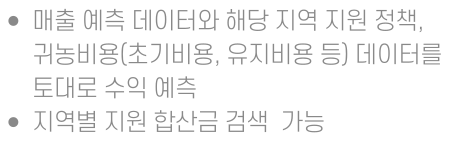 ● 매출 예측 데이터와 해당 지역 지원 정책,
귀농비용(초기비용, 유지비용 등) 데이터를
토대로 수익 예측
● 지역별 지원 합산금 검색  가능